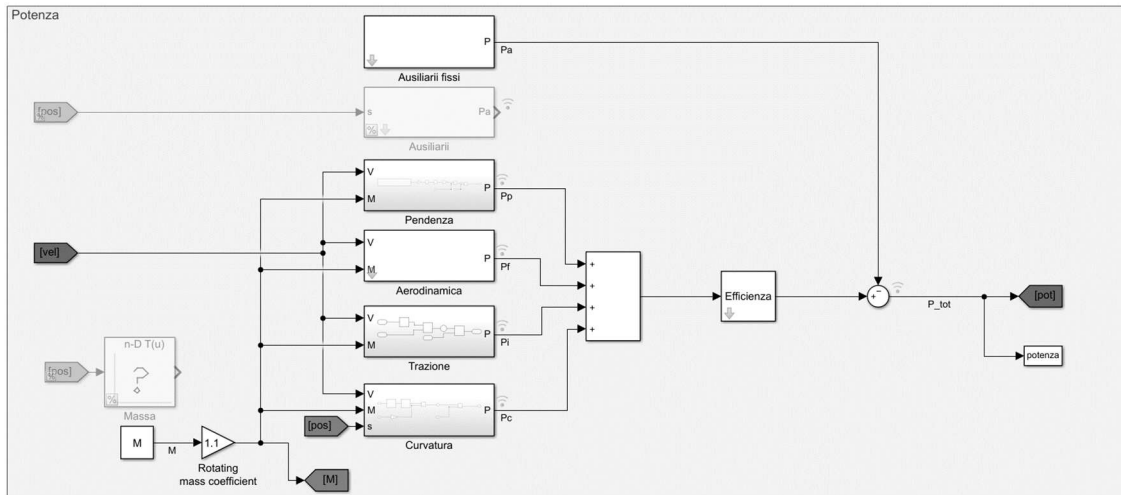 Potenza
P
Pa
Ausiliarii fissi
[pos]
s
Pa
Ausiliarii
V
M
P
Pp
Pendenza
[vel]
V
M
P
Pf
Aerodinamica
+
+
+
+
Efficienza
+
−
P_tot
[pot]
V
M
P
Pi
Trazione
potenza
n-D T(u)
[pos]
?
Massa
V
M
s
P
Pc
Curvatura
[pos]
M
M
1.1
Rotating
mass coefficient
[M]